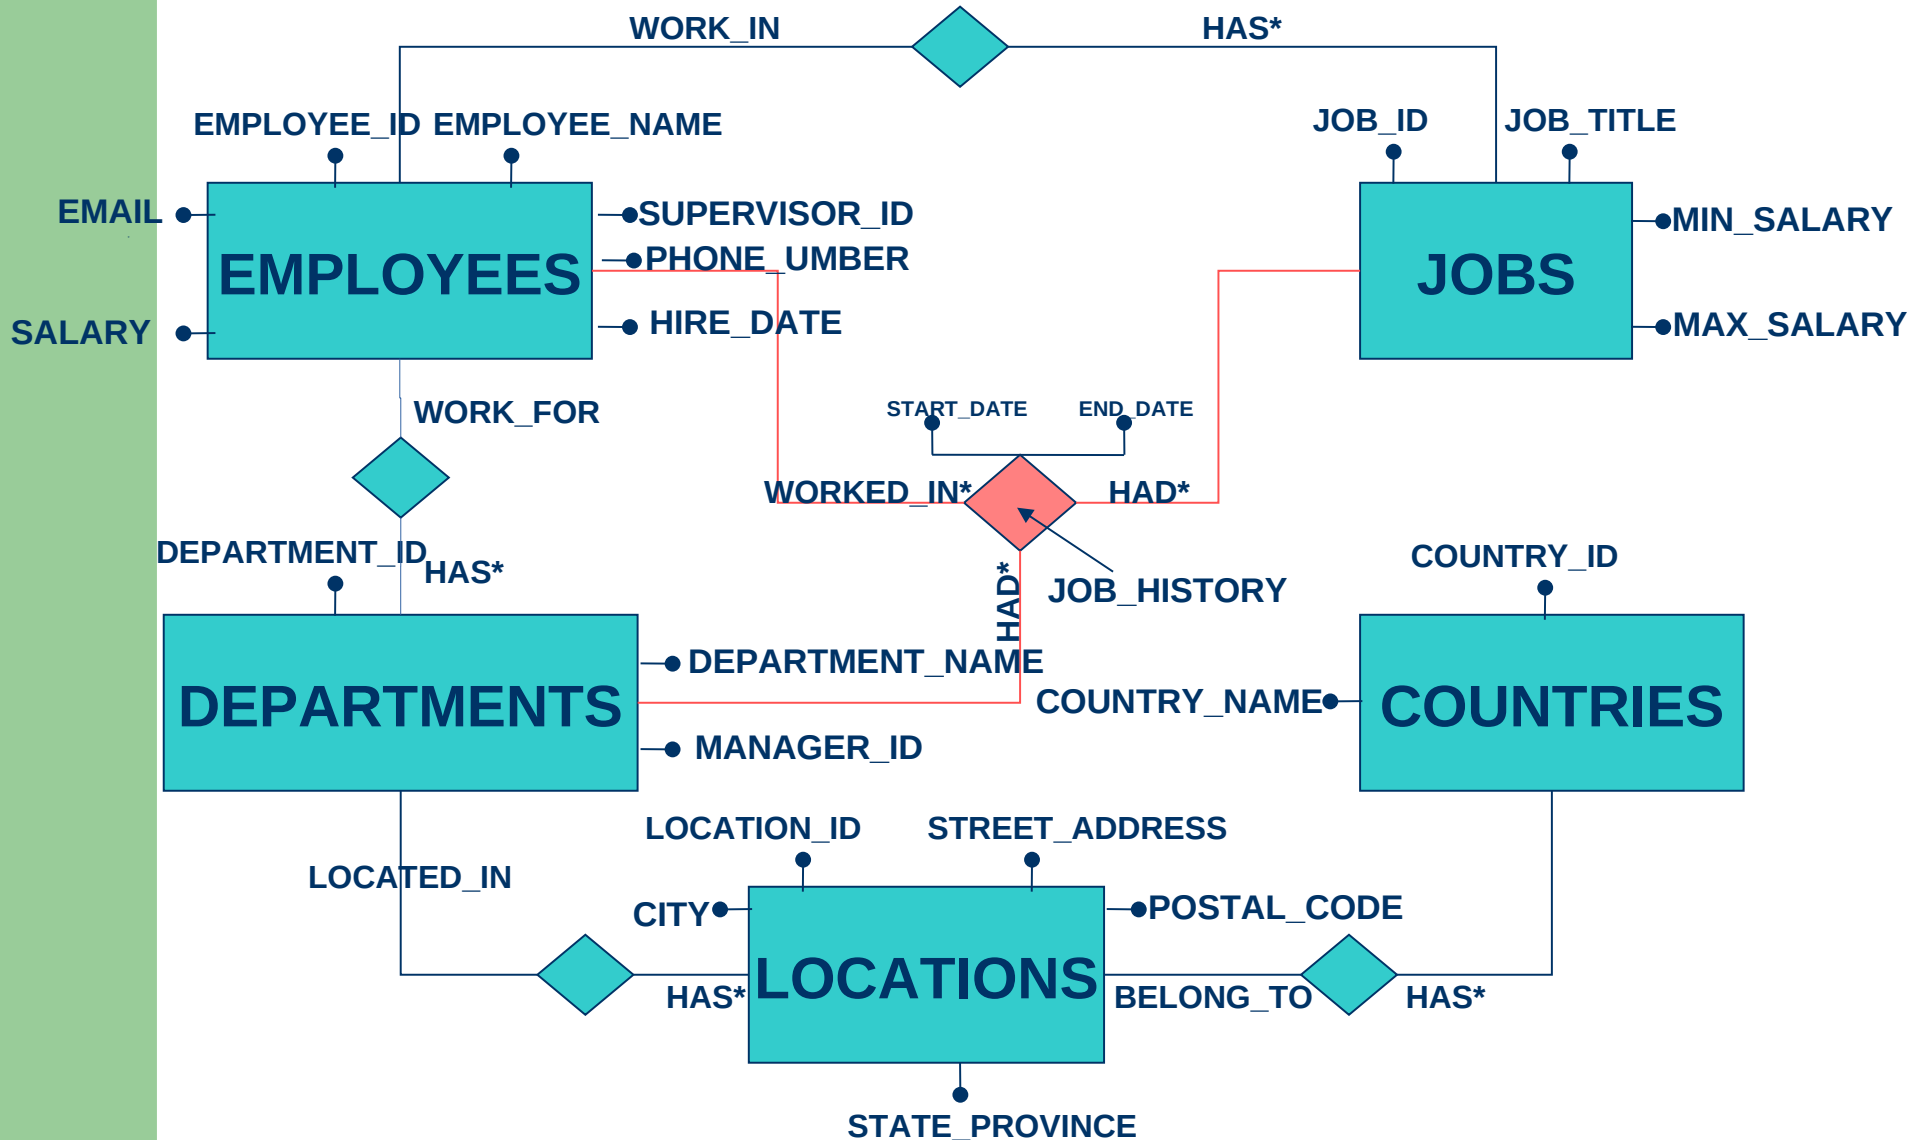 WORK_IN
HAS*
EMPLOYEE_ID
EMPLOYEE_NAME
JOB_ID
JOB_TITLE
EMAIL
SUPERVISOR_ID
MIN_SALARY
PHONE_UMBER
EMPLOYEES
JOBS
SALARY
HIRE_DATE
MAX_SALARY
WORK_FOR
START_DATE
END_DATE
WORKED_IN*
HAD*
DEPARTMENT_ID
HAS*
HAD*
JOB_HISTORY
COUNTRY_ID
DEPARTMENT_NAME
DEPARTMENTS
COUNTRY_NAME
COUNTRIES
MANAGER_ID
LOCATION_ID
STREET_ADDRESS
LOCATED_IN
CITY
POSTAL_CODE
LOCATIONS
HAS*
BELONG_TO
HAS*
STATE_PROVINCE